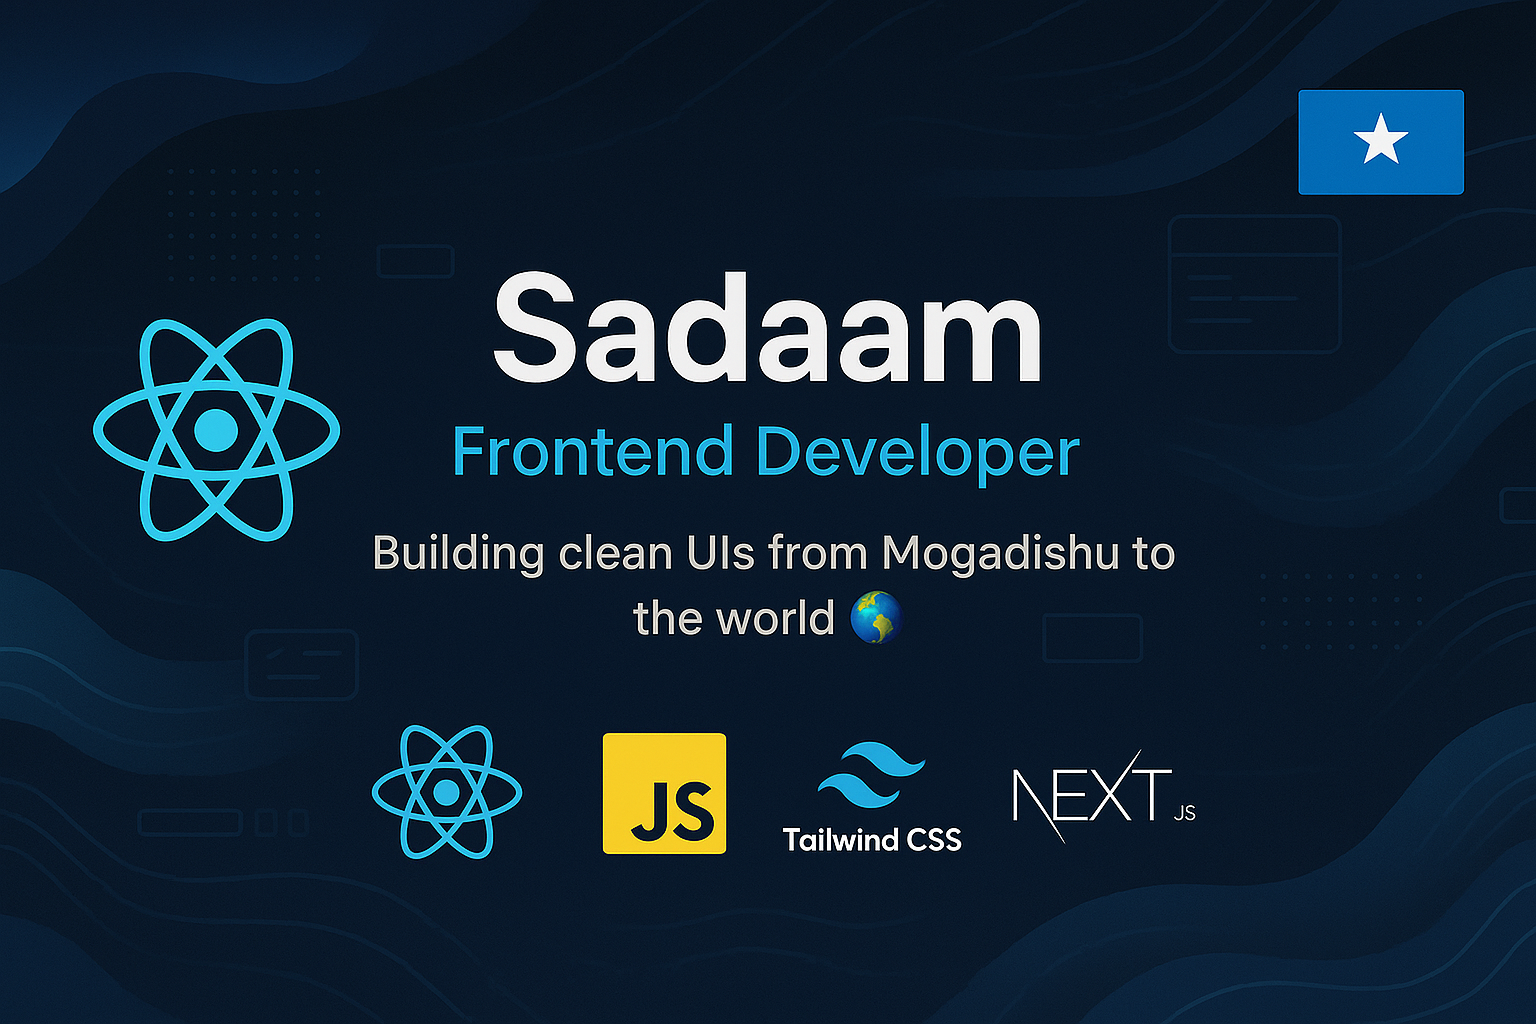 Sadaam
Frontend Developer
Building clean UIs from Mogadishu to
the world 🌎
JS
Tailwind CSS
NEXT JS